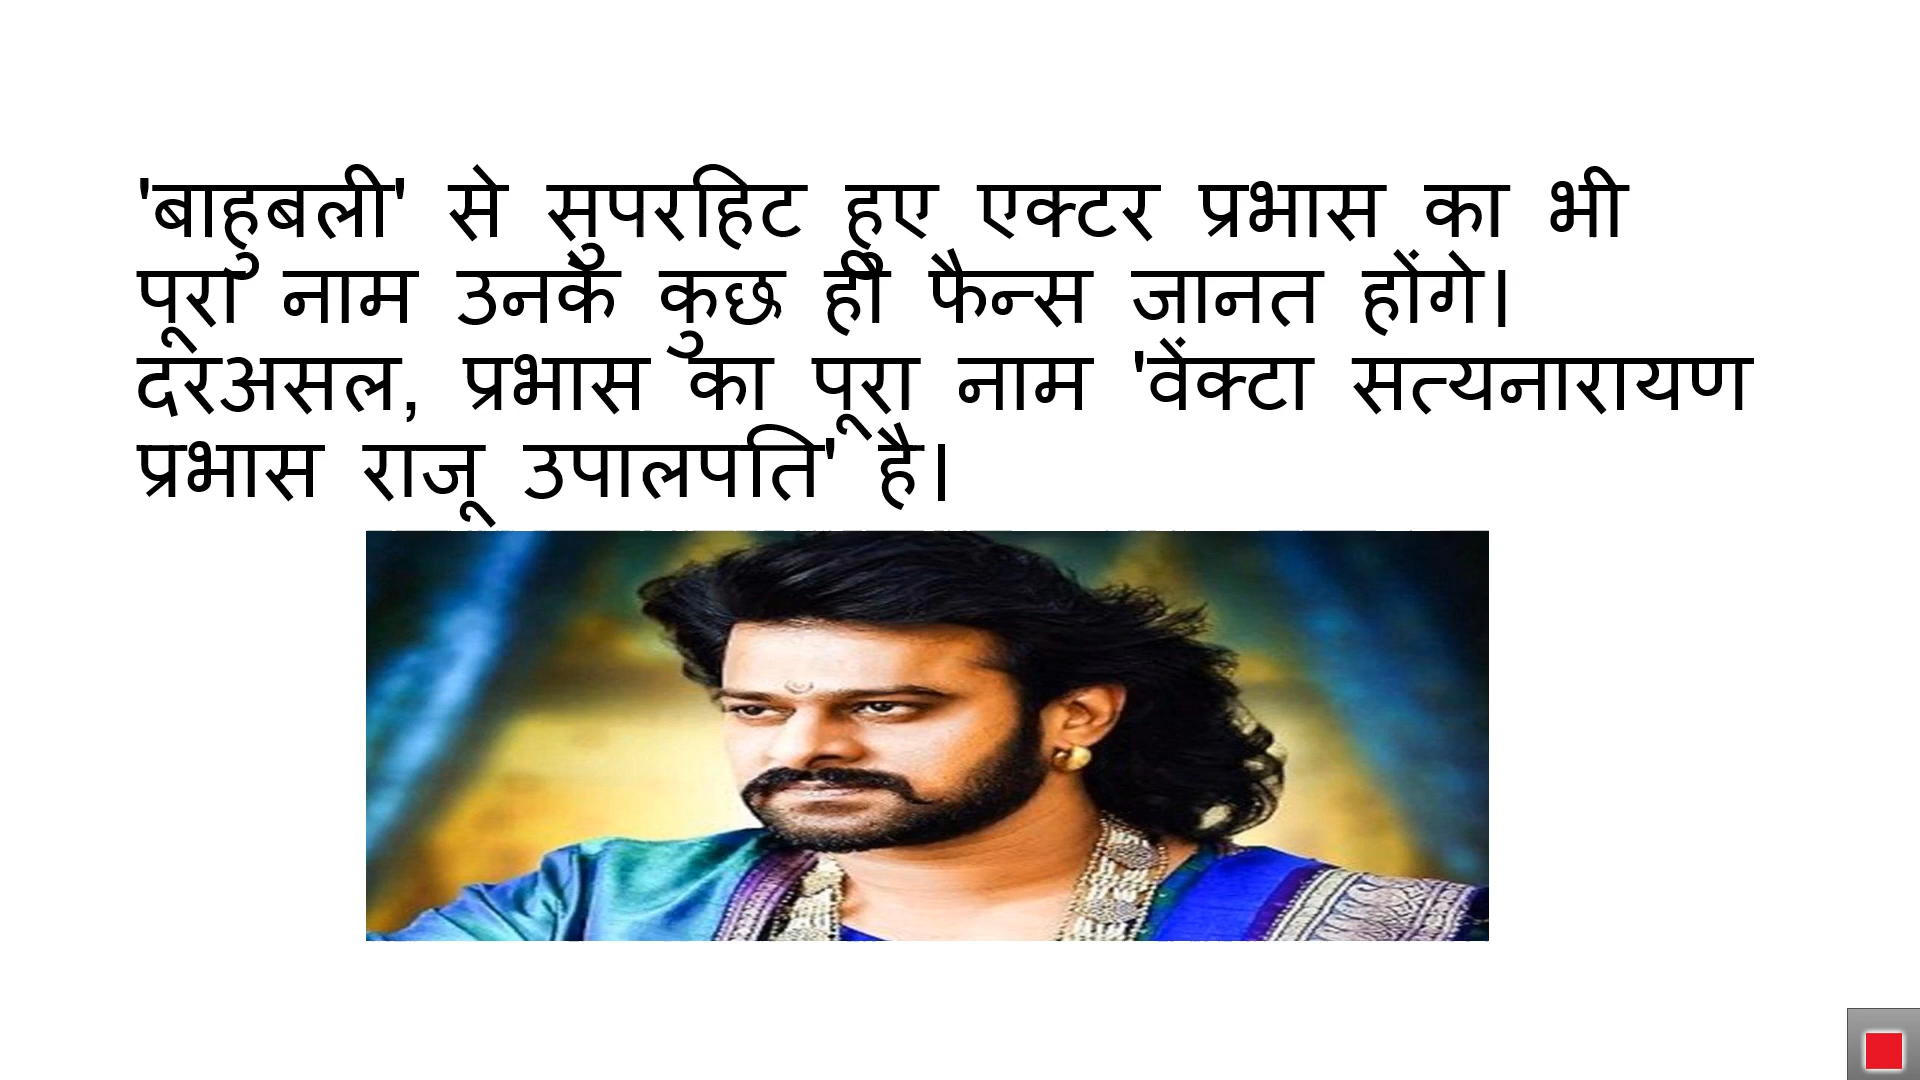 'बाहुबली' से सुपरहिट हुए एक्टर प्रभास का भी
पूरा नाम उनके कुछ ही फैन्स जानत होंगे।
दरअसल, प्रभास का पूरा नाम 'वेंक्टा सत्यनारायण
प्रभास राजू उपालपति' है।